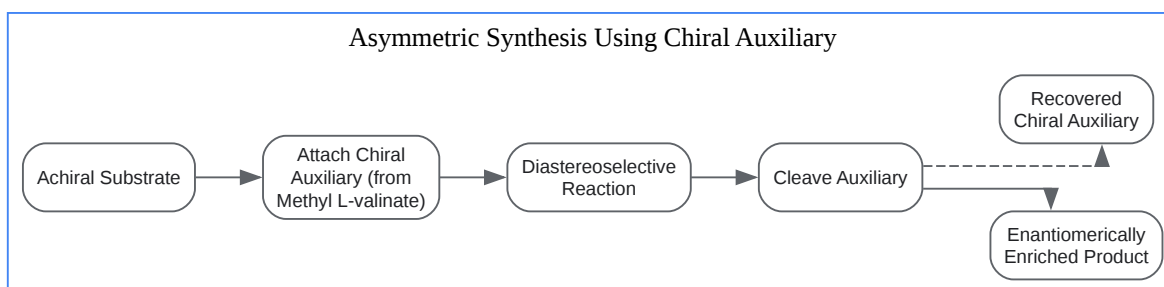 Asymmetric Synthesis Using Chiral Auxiliary
Achiral Substrate
Attach Chiral
Auxiliary (from
Methyl L-valinate)
Diastereoselective
Reaction
Cleave Auxiliary
Recovered
Chiral Auxiliary
Enantiomerically
Enriched Product